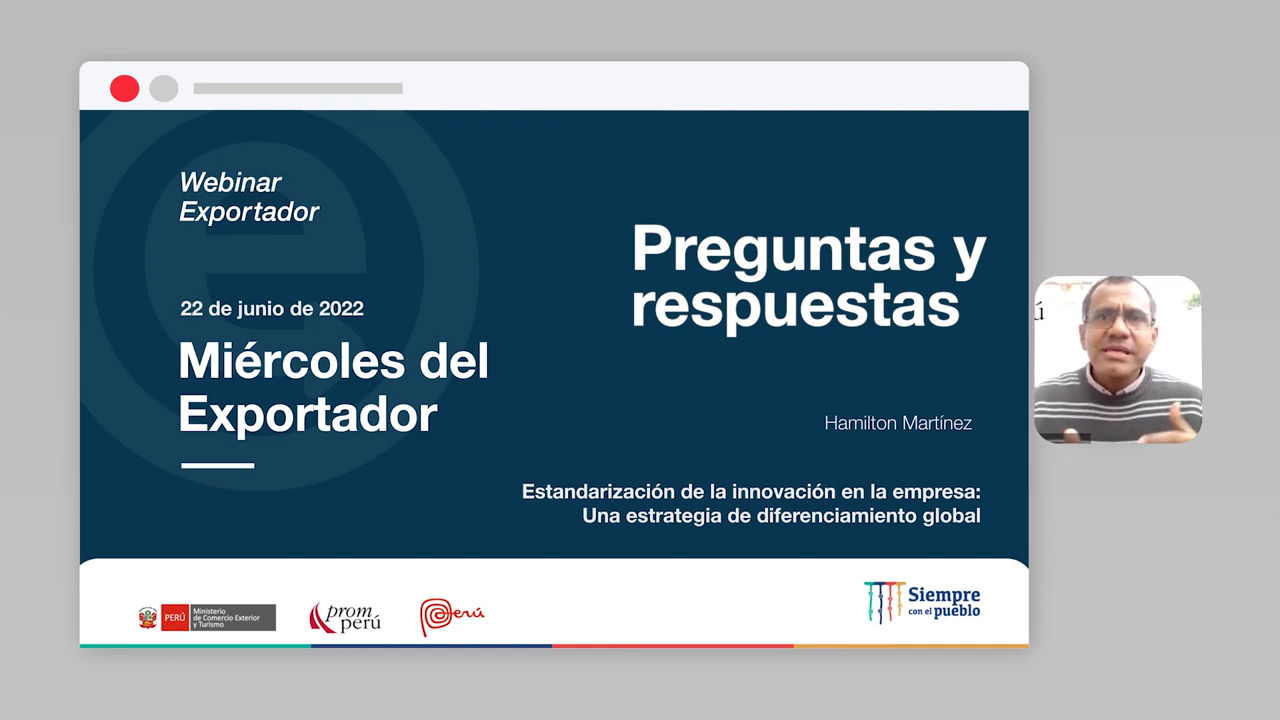 Webinar
Exportador
22 de junio de 2022
Miércoles del
Exportador
Preguntas y
respuestas
Hamilton Martínez
Estandarización de la innovación en la empresa:
Una estrategia de diferenciamiento global
PERÚ
Ministerio
de Comercio Exterior
y Turismo
prom
perú
Perú
Siempre
con el pueblo
ú